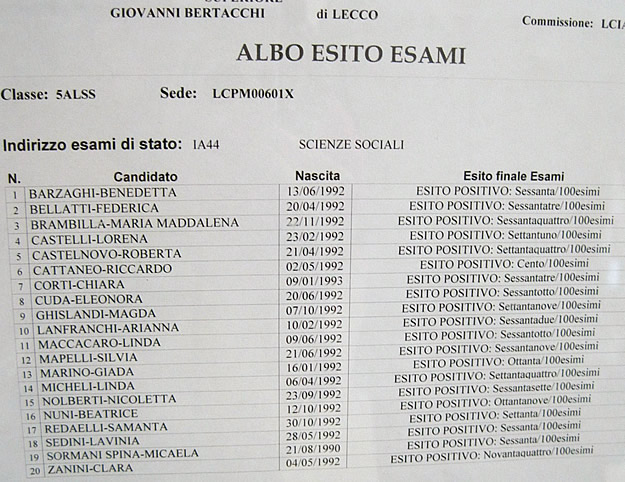 SUPERIORE
GIOVANNI BERTACCHI di LECCO Commissione: LCIA
ALBO ESITO ESAMI
Classe: 5ALSS Sede: LCPM00601X
Indirizzo esami di stato: IA44 SCIENZE SOCIALI
N. Candidato Nascita Esito finale Esami
1 BARZAGHI-BENEDETTA 13/06/1992 ESITO POSITIVO: Sessanta/100esimi
2 BELLATTI-FEDERICA 20/04/1992 ESITO POSITIVO: Sessantatre/100esimi
3 BRAMBILLA-MARIA MADDALENA 22/11/1992 ESITO POSITIVO: Sessantaquattro/100esimi
4 CASTELLI-LORENA 23/02/1992 ESITO POSITIVO: Settantuno/100esimi
5 CASTELNOVO-ROBERTA 21/04/1992 ESITO POSITIVO: Settantaquattro/100esimi
6 CATTANEO-RICCARDO 02/05/1992 ESITO POSITIVO: Cento/100esimi
7 CORTI-CHIARA 09/01/1993 ESITO POSITIVO: Sessantatre/100esimi
8 CUDA-ELEONORA 20/06/1992 ESITO POSITIVO: Sessantotto/100esimi
9 GHISLANDI-MAGDA 07/10/1992 ESITO POSITIVO: Settantanove/100esimi
10 LANFRANCHI-ARIANNA 10/02/1992 ESITO POSITIVO: Sessantadue/100esimi
11 MACCACARO-LINDA 09/06/1992 ESITO POSITIVO: Sessantotto/100esimi
12 MAPELLI-SILVIA 21/06/1992 ESITO POSITIVO: Sessantanove/100esimi
13 MARINO-GIADA 16/01/1992 ESITO POSITIVO: Ottanta/100esimi
14 MICHELI-LINDA 06/04/1992 ESITO POSITIVO: Settantaquattro/100esimi
15 NOLBERTI-NICOLETTA 23/09/1992 ESITO POSITIVO: Sessantasette/100esimi
16 NUNI-BEATRICE 12/10/1992 ESITO POSITIVO: Ottantanove/100esimi
17 REDAELLI-SAMANTA 30/10/1992 ESITO POSITIVO: Settanta/100esimi
18 SEDINI-LAVINIA 28/05/1992 ESITO POSITIVO: Sessanta/100esimi
19 SORMANI SPINA-MICAELA 21/08/1990 ESITO POSITIVO: Sessanta/100esimi
20 ZANINI-CLARA 04/05/1992 ESITO POSITIVO: Novantaquattro/100esimi